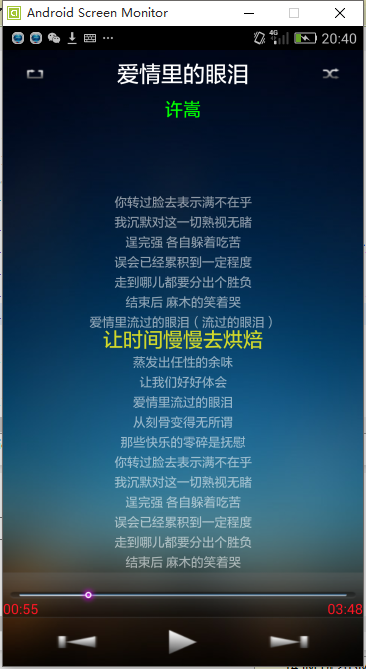 Android Screen Monitor
4G
20:40
爱情里的眼泪
许嵩
你转过脸去表示满不在乎
我沉默对这一切熟视无睹
逞完强 各自躲着吃苦
误会已经累积到一定程度
走到哪儿都要分出个胜负
结束后 麻木的笑着哭
爱情里流过的眼泪（流过的眼泪）
让时间慢慢去烘焙
蒸发出任性的余味
让我们好好体会
爱情里流过的眼泪
从刻骨变得无所谓
那些快乐的零碎是抚慰
你转过脸去表示满不在乎
我沉默对这一切熟视无睹
逞完强 各自躲着吃苦
误会已经累积到一定程度
走到哪儿都要分出个胜负
结束后 麻木的笑着哭
00:55
03:48